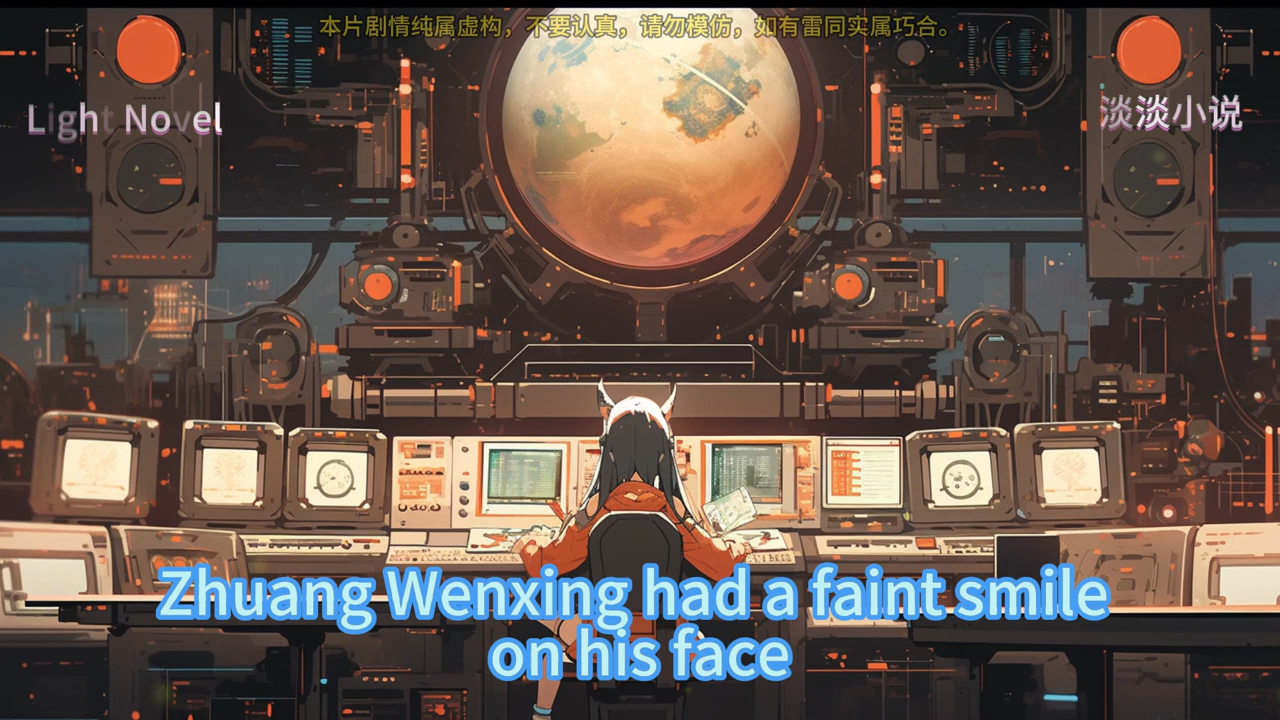 本片剧情纯属虚构，不要认真，请勿模仿，如有雷同实属巧合。
Light Novel
淡淡小说
Zhuang Wenxing had a faint smile
on his face